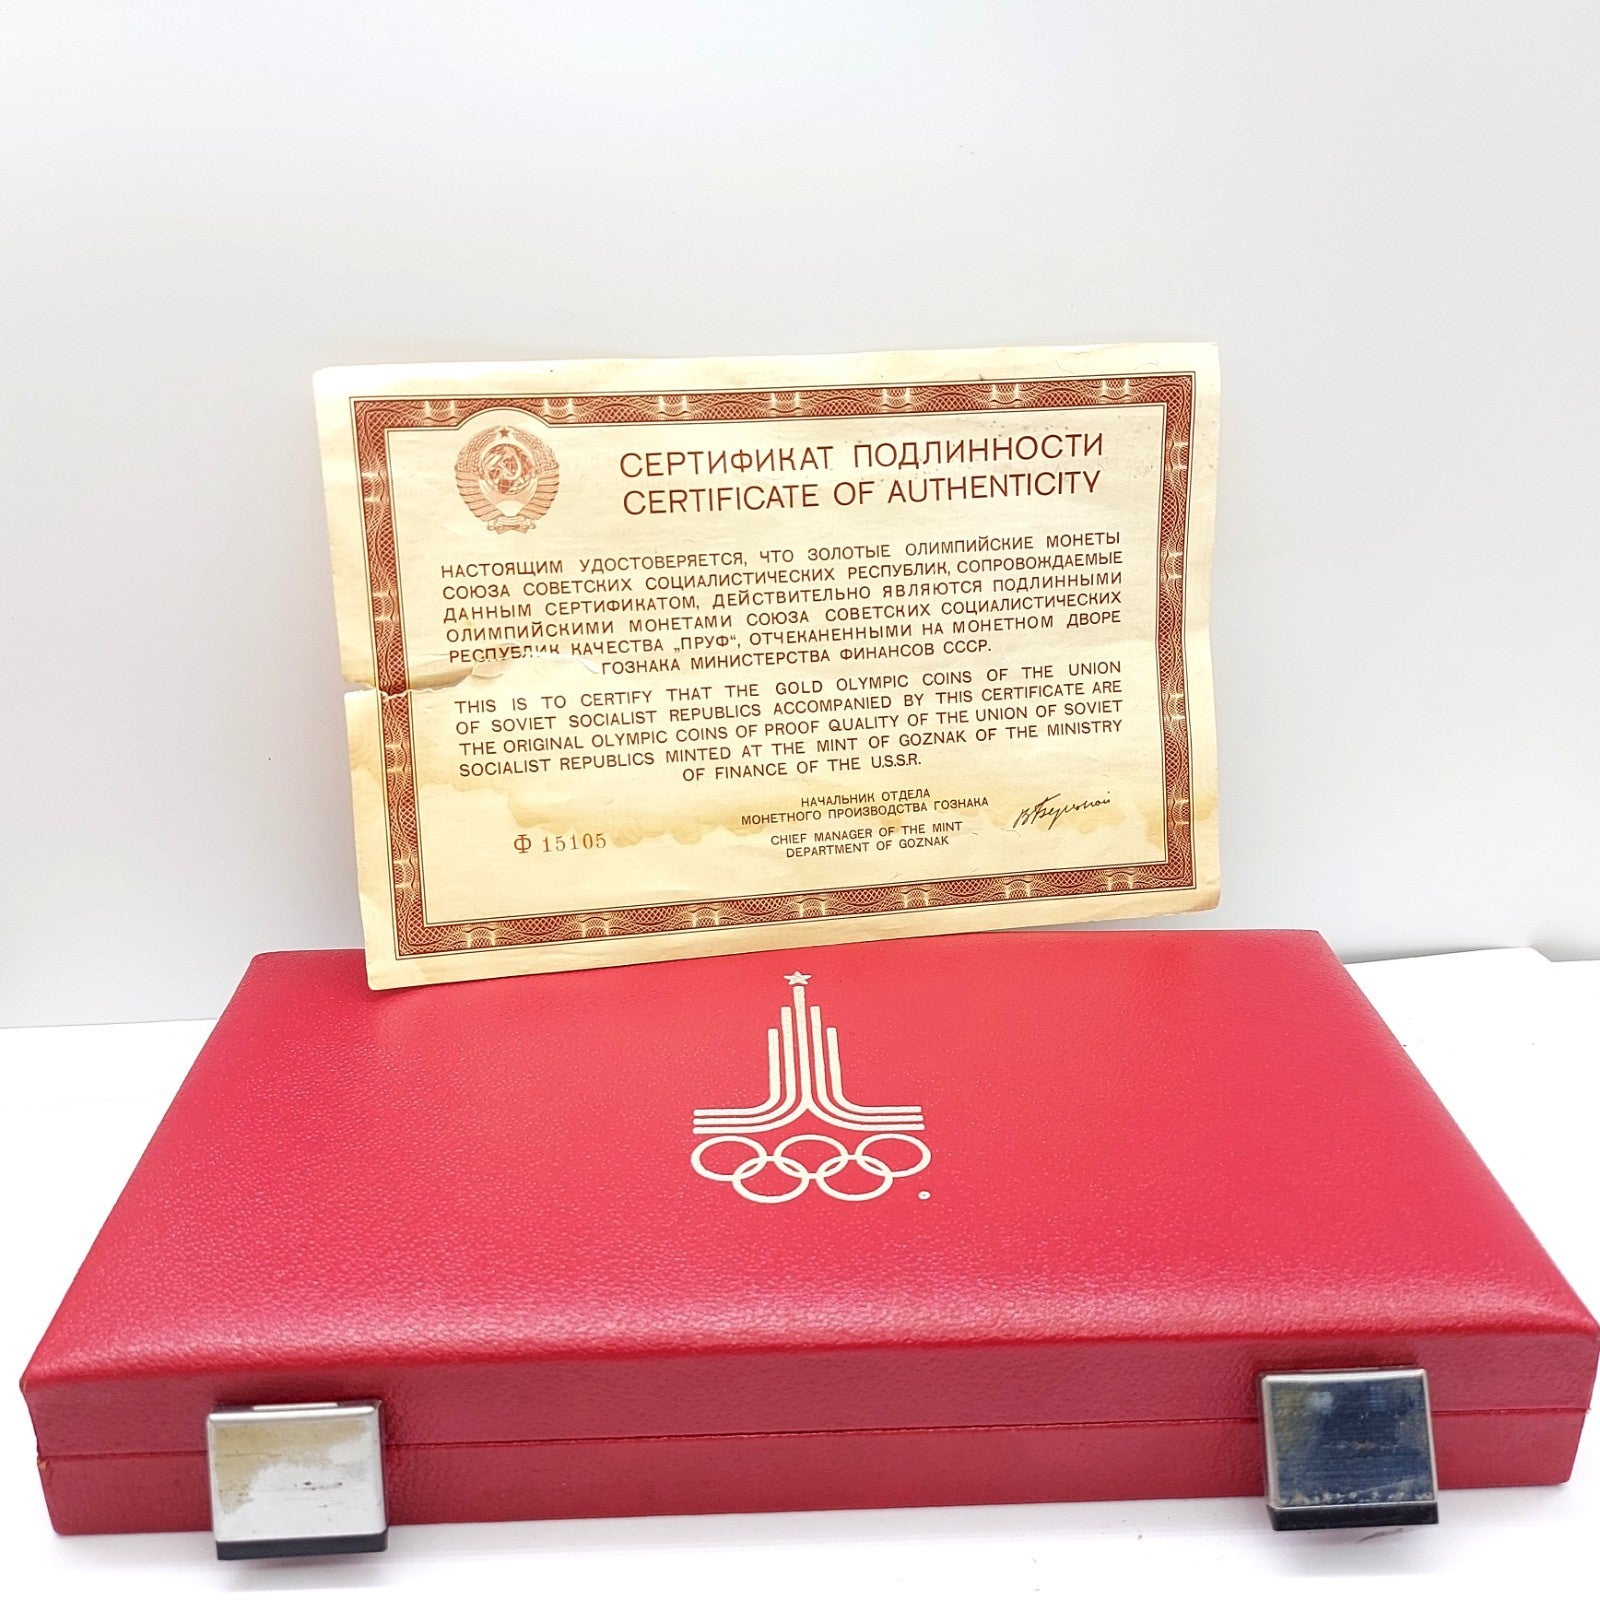 СЕРТИФИКАТ ПОДЛИННОСТИ
CERTIFICATE OF AUTHENTICITY
НАСТОЯЩИМ УДОСТОВЕРЯЕТСЯ, ЧТО ЗОЛОТЫЕ ОЛИМПИЙСКИЕ МОНЕТЫ
СОЮЗА СОВЕТСКИХ СОЦИАЛИСТИЧЕСКИХ РЕСПУБЛИК, СОПРОВОЖДАЕМЫЕ
ДАННЫМ СЕРТИФИКАТОМ, ДЕЙСТВИТЕЛЬНО ЯВЛЯЮТСЯ ПОДЛИННЫМИ
ОЛИМПИЙСКИМИ МОНЕТАМИ СОЮЗА СОВЕТСКИХ СОЦИАЛИСТИЧЕСКИХ
РЕСПУБЛИК КАЧЕСТВА „ПРУФ“, ОТЧЕКАНЕННЫМИ НА МОНЕТНОМ ДВОРЕ
ГОЗНАКА МИНИСТЕРСТВА ФИНАНСОВ СССР.
THIS IS TO CERTIFY THAT THE GOLD OLYMPIC COINS OF THE UNION
OF SOVIET SOCIALIST REPUBLICS ACCOMPANIED BY THIS CERTIFICATE ARE
THE ORIGINAL OLYMPIC COINS OF PROOF QUALITY OF THE UNION OF SOVIET
SOCIALIST REPUBLICS MINTED AT THE MINT OF GOZNAK OF THE MINISTRY
OF FINANCE OF THE U.S.S.R.
НАЧАЛЬНИК ОТДЕЛА
МОНЕТНОГО ПРОИЗВОДСТВА ГОЗНАКА
CHIEF MANAGER OF THE MINT
DEPARTMENT OF GOZNAK
Ф 15105